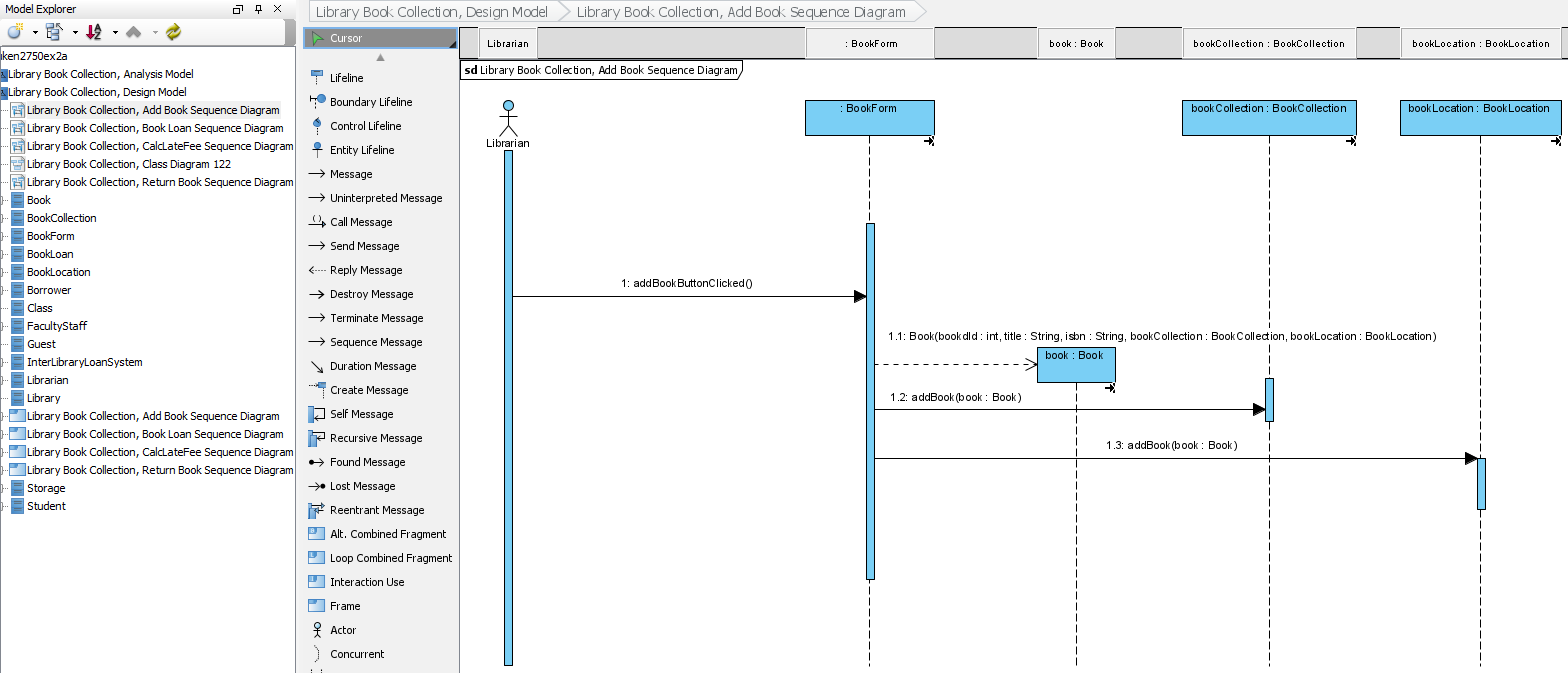 Model Explorer
ken2750ex2a
Library Book Collection, Analysis Model
Library Book Collection, Design Model
Library Book Collection, Add Book Sequence Diagram
Library Book Collection, Book Loan Sequence Diagram
Library Book Collection, CalcLateFee Sequence Diagram
Library Book Collection, Class Diagram 122
Library Book Collection, Return Book Sequence Diagram
Book
BookCollection
BookForm
BookLoan
BookLocation
Borrower
Class
FacultyStaff
Guest
InterLibraryLoanSystem
Librarian
Library
Library Book Collection, Add Book Sequence Diagram
Library Book Collection, Book Loan Sequence Diagram
Library Book Collection, CalcLateFee Sequence Diagram
Library Book Collection, Return Book Sequence Diagram
Storage
Student
Cursor
Lifeline
Boundary Lifeline
Control Lifeline
Entity Lifeline
Message
Uninterpreted Message
Call Message
Send Message
Reply Message
Destroy Message
Terminate Message
Sequence Message
Duration Message
Create Message
Self Message
Recursive Message
Found Message
Lost Message
Reentrant Message
Alt. Combined Fragment
Loop Combined Fragment
Interaction Use
Frame
Actor
Concurrent
Library Book Collection, Design Model
Library Book Collection, Add Book Sequence Diagram
Librarian
: BookForm
book : Book
bookCollection : BookCollection
bookLocation : BookLocation
sd Library Book Collection, Add Book Sequence Diagram
: BookForm
bookCollection : BookCollection
bookLocation : BookLocation
Librarian
1: addBookButtonClicked()
1.1: Book(bookdId : int, title : String, isbn : String, bookCollection : BookCollection, bookLocation : BookLocation)
book : Book
1.2: addBook(book : Book)
1.3: addBook(book : Book)